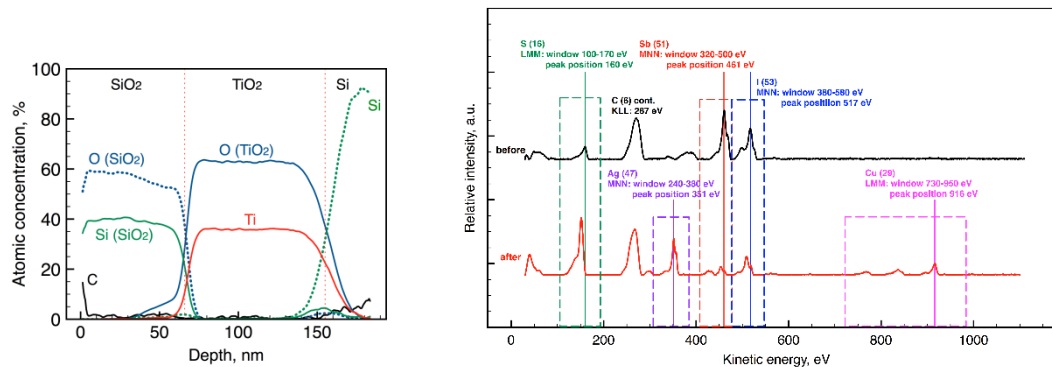 SiO2 TiO2 Si
Si
O (TiO2)
O (SiO2)
Ti
Si (SiO2)
C
Atomic concentration, %
100
80
60
40
20
0
0 50 100 150
Depth, nm
S (16)
LMM: window 100-170 eV
peak position 160 eV
Sb (51)
MNN: window 320-500 eV
peak position 461 eV
I (53)
MNN: window 380-580 eV
peak positiion 517 eV
C (6) cont.
KLL: 267 eV
before
Ag (47)
MNN: window 240-380 eV
peak position 351 eV
Cu (29)
LMM: window 730-950 eV
peak position 916 eV
after
Relative intensity, a.u.
0 200 400 600 800 1000
Kinetic energy, eV